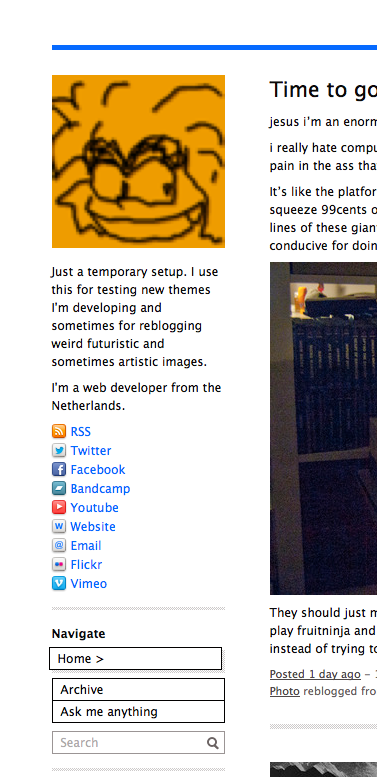 Just a temporary setup. I use
this for testing new themes
I'm developing and
sometimes for reblogging
weird futuristic and
sometimes artistic images.
I'm a web developer from the
Netherlands.
RSS
Twitter
Facebook
Bandcamp
Youtube
Website
Email
Flickr
Vimeo
Navigate
Home >
Archive
Ask me anything
Search
Time to go
jesus i'm an enorm
i really hate compu
pain in the ass tha
It's like the platfor
squeeze 99cents o
lines of these gian
conducive for doin
They should just m
play fruitninja and
instead of trying to
Posted 1 day ago –
Photo reblogged fro